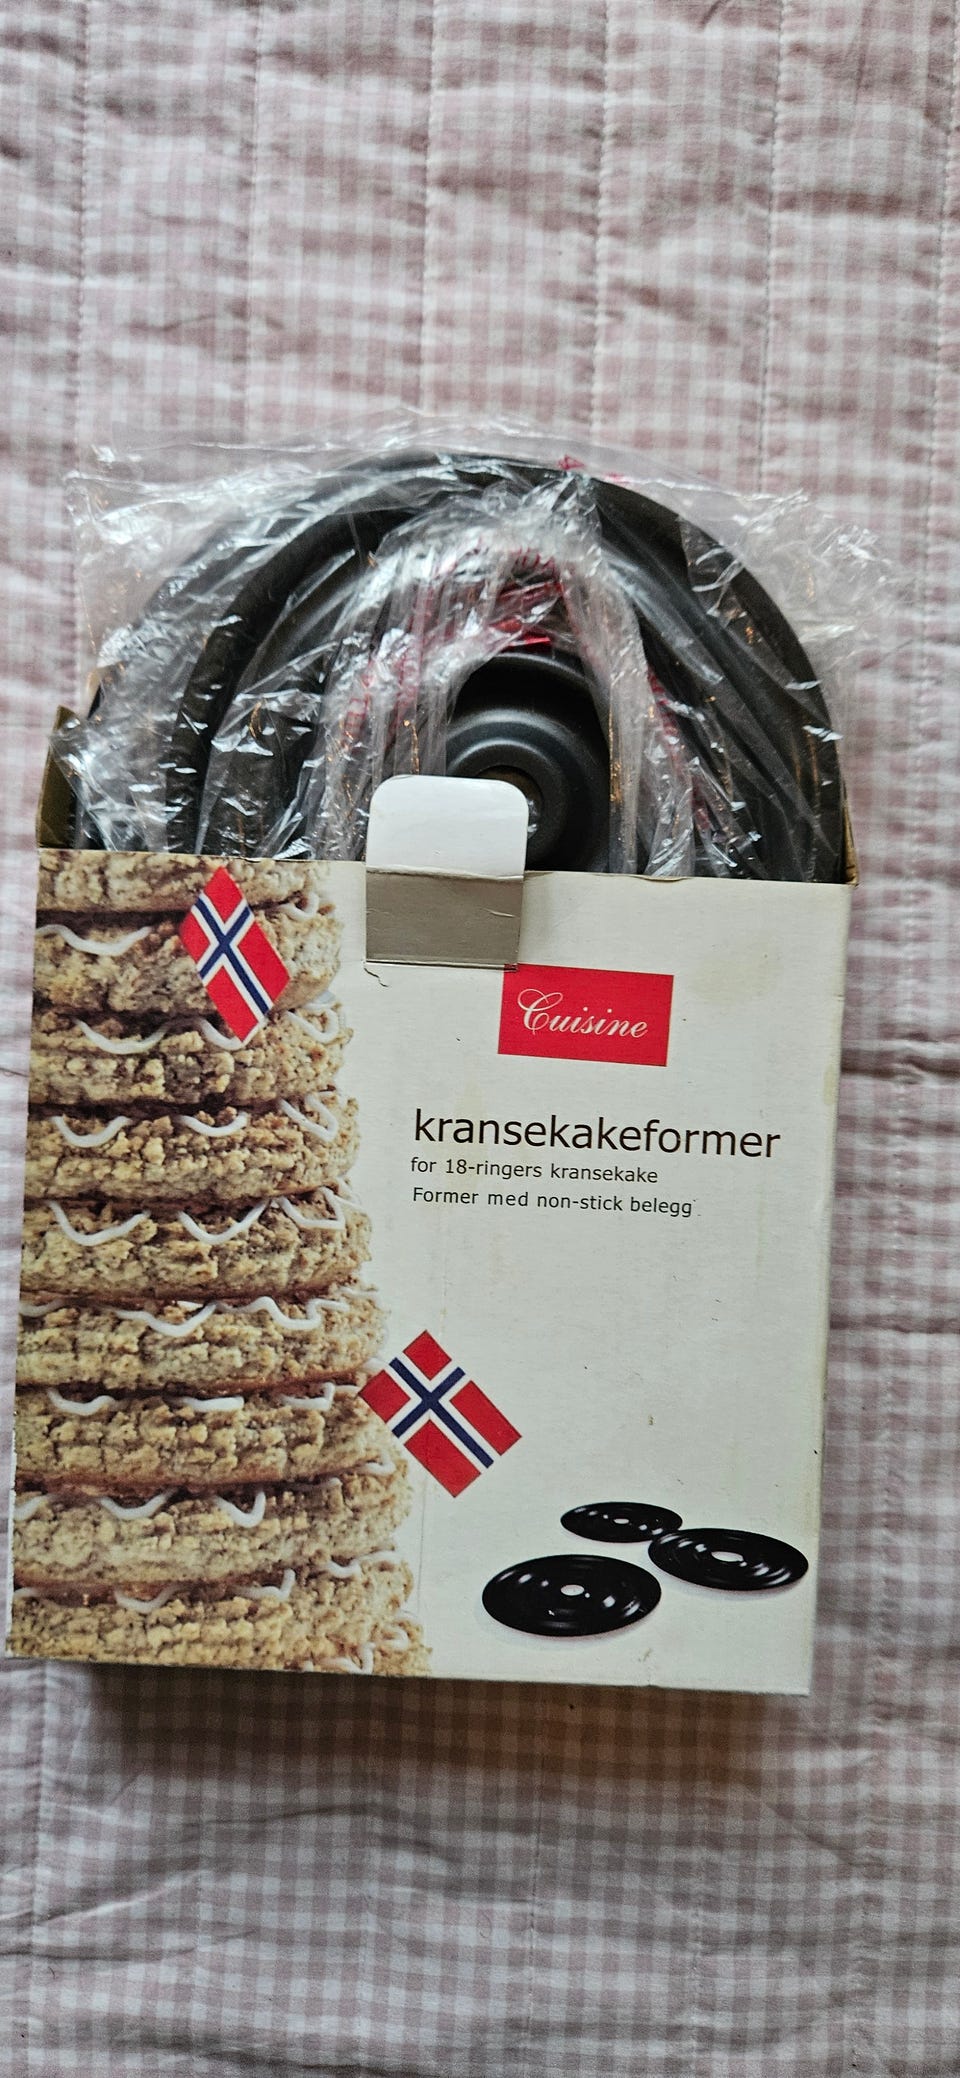 Cuisine
kransekakeformer
for 18-ringers kransekake
Former med non-stick belegg